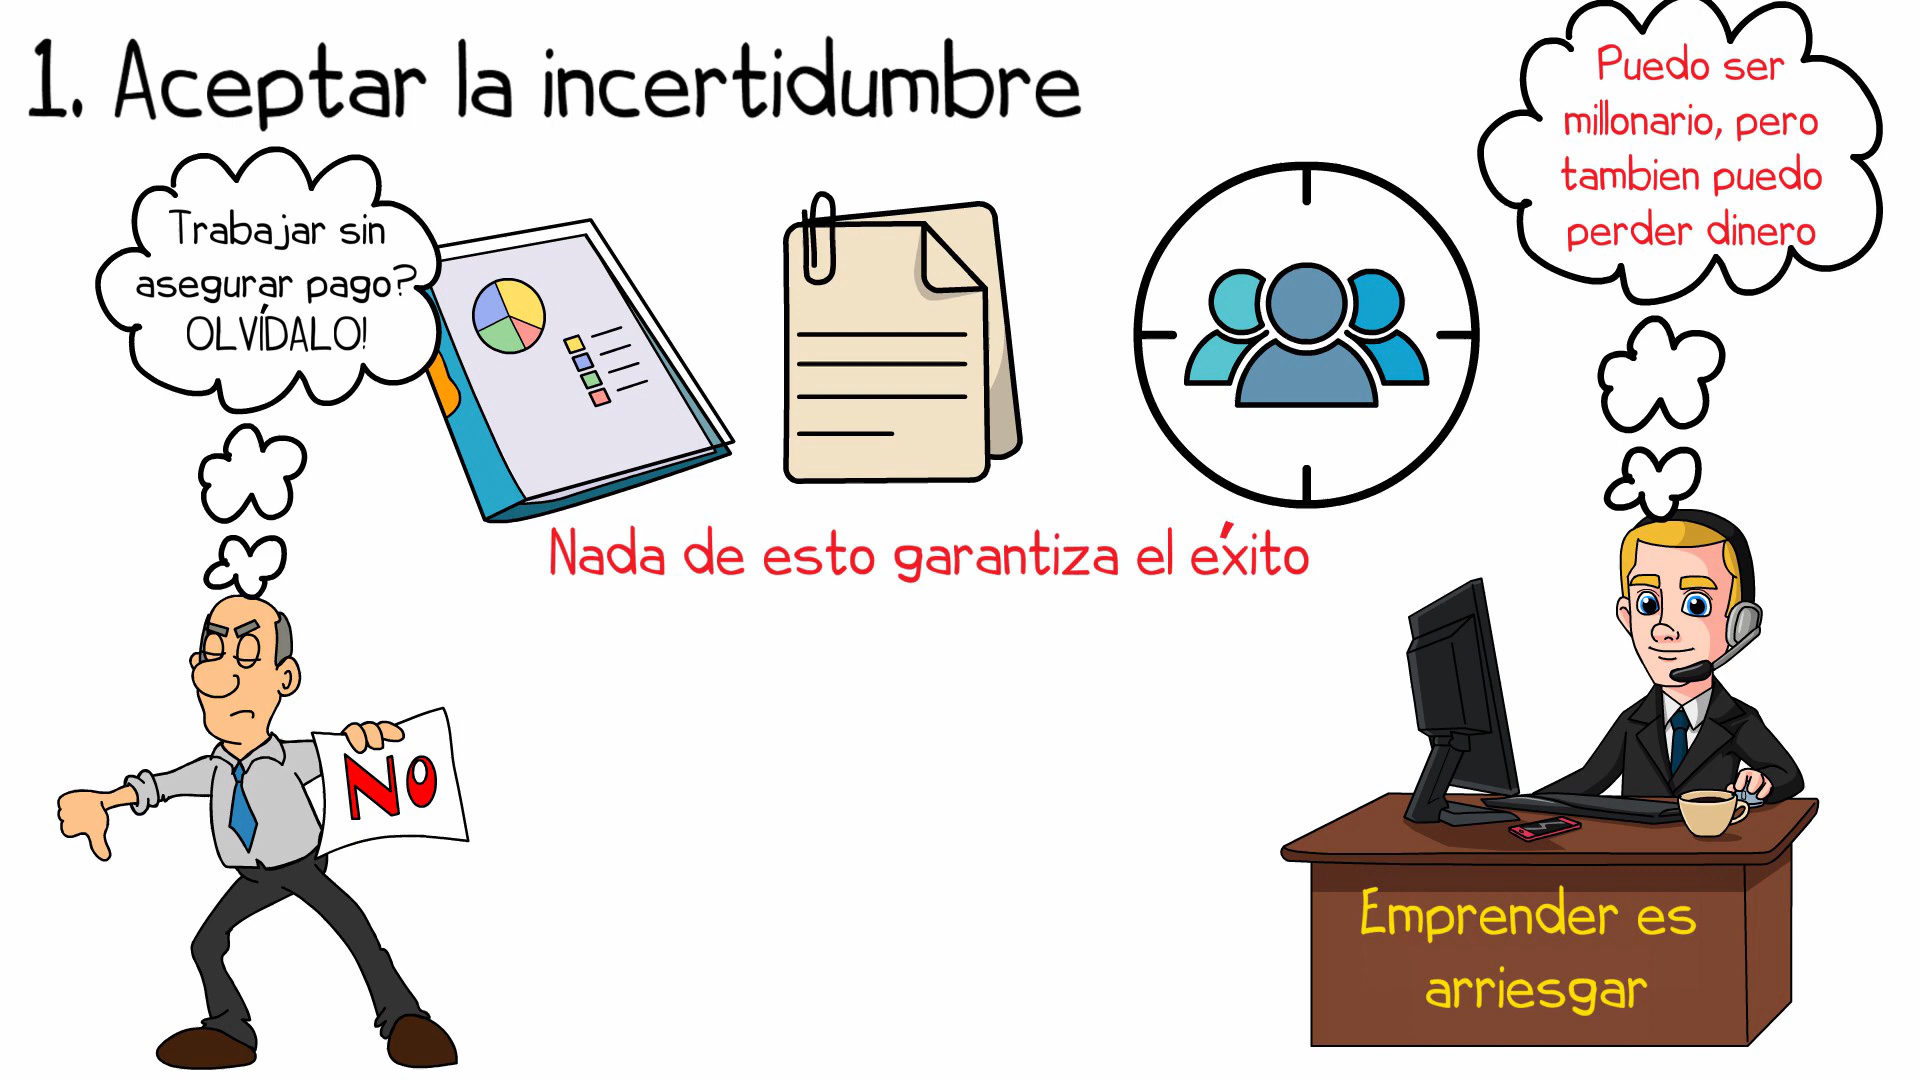 1. Aceptar la incertidumbre
Trabajar sin
asegurar pago?
OLVÍDALO!
Puedo ser
millonario, pero
tambien puedo
perder dinero
Nada de esto garantiza el éxito
No
Emprender es
arriesgar